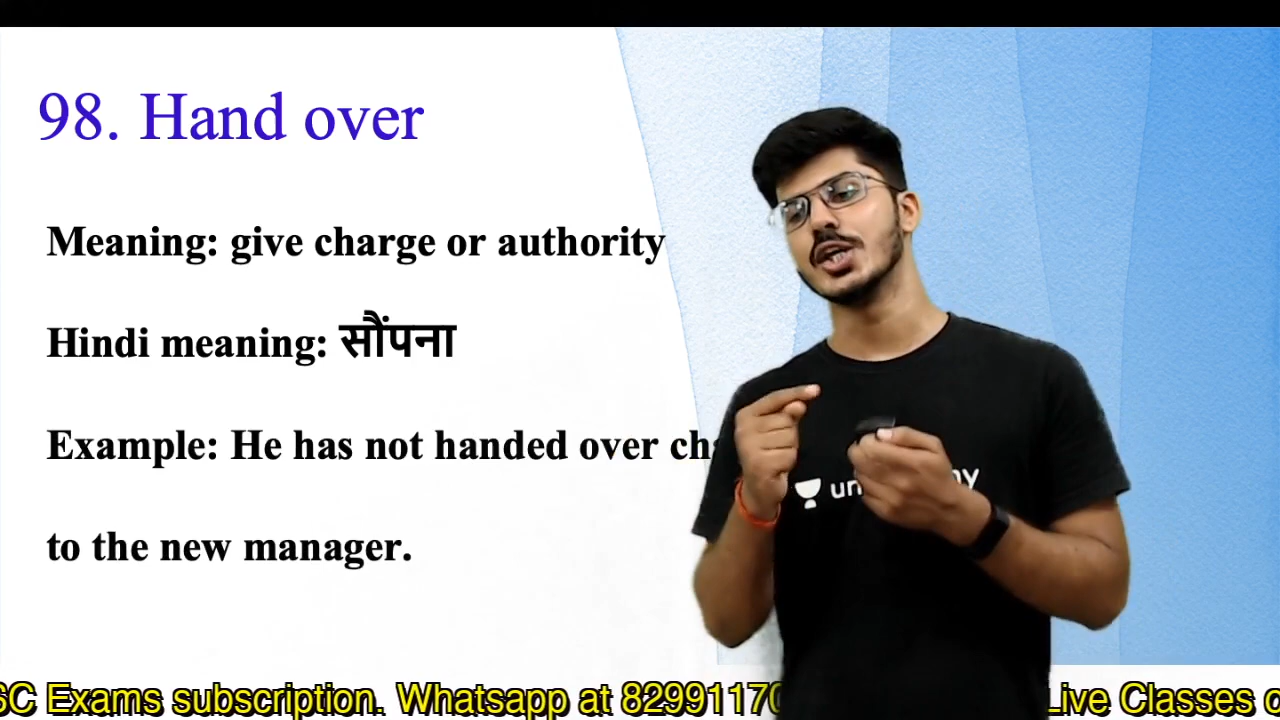 98. Hand over
Meaning: give charge or authority
Hindi meaning: सौंपना
Example: He has not handed over
to the new manager.
Exams subscription. Whatsapp at Live Classes